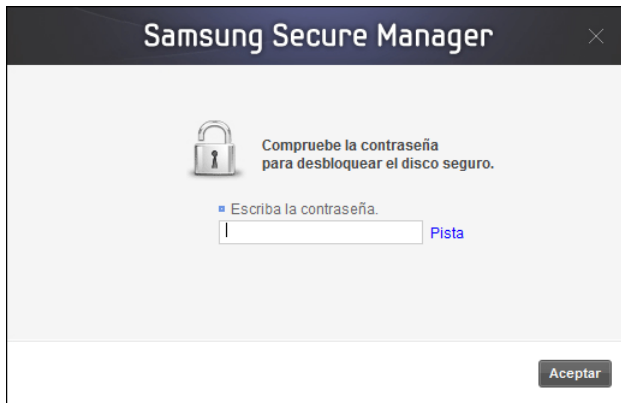 Samsung Secure Manager
Compruebe la contraseña
para desbloquear el disco seguro.
Escriba la contraseña.
Pista
Aceptar